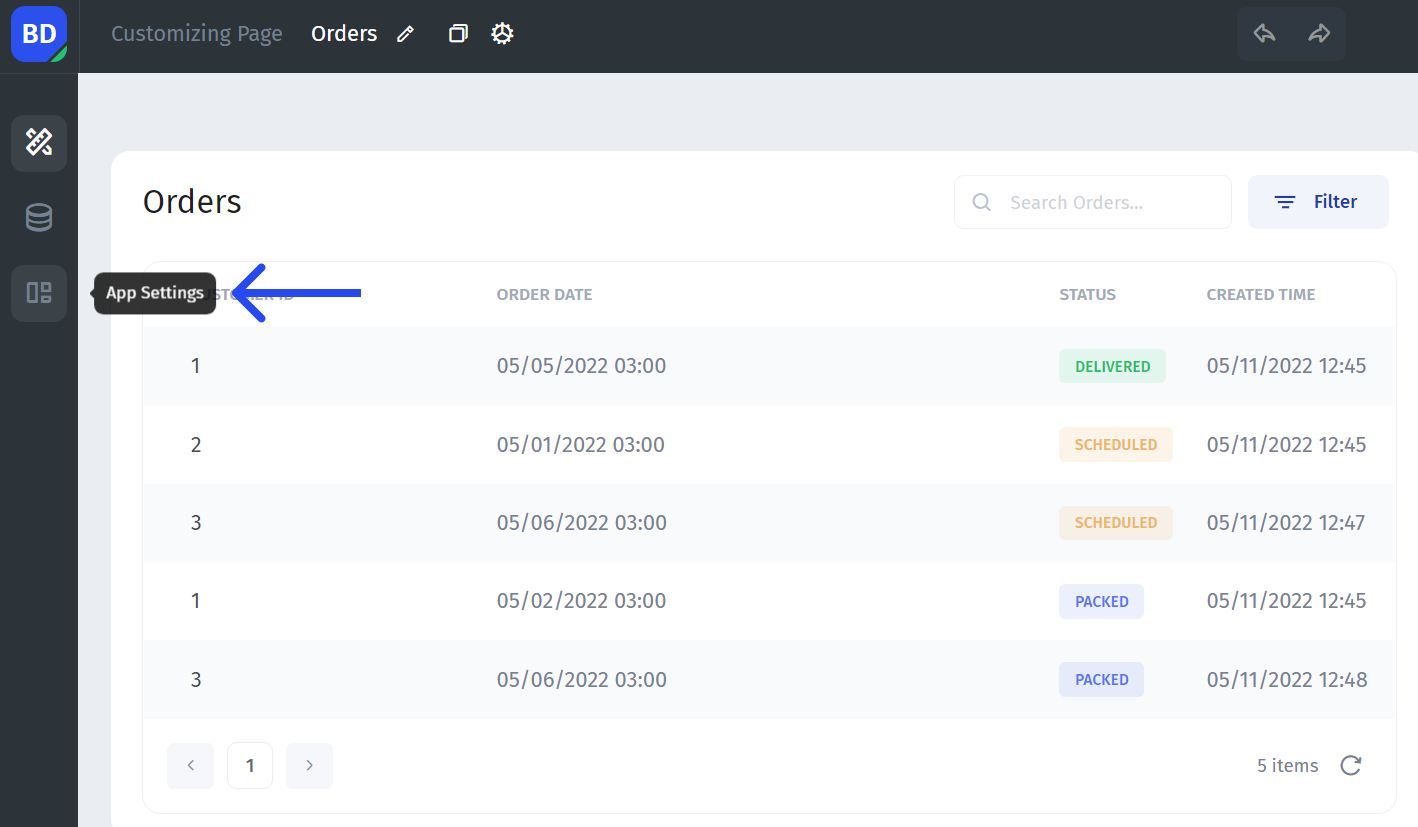 BD
Customizing Page Orders
Orders
Search Orders...
Filter
App Settings
ORDER DATE STATUS CREATED TIME
1 05/05/2022 03:00 DELIVERED 05/11/2022 12:45
2 05/01/2022 03:00 SCHEDULED 05/11/2022 12:45
3 05/06/2022 03:00 SCHEDULED 05/11/2022 12:47
1 05/02/2022 03:00 PACKED 05/11/2022 12:45
3 05/06/2022 03:00 PACKED 05/11/2022 12:48
1
5 items